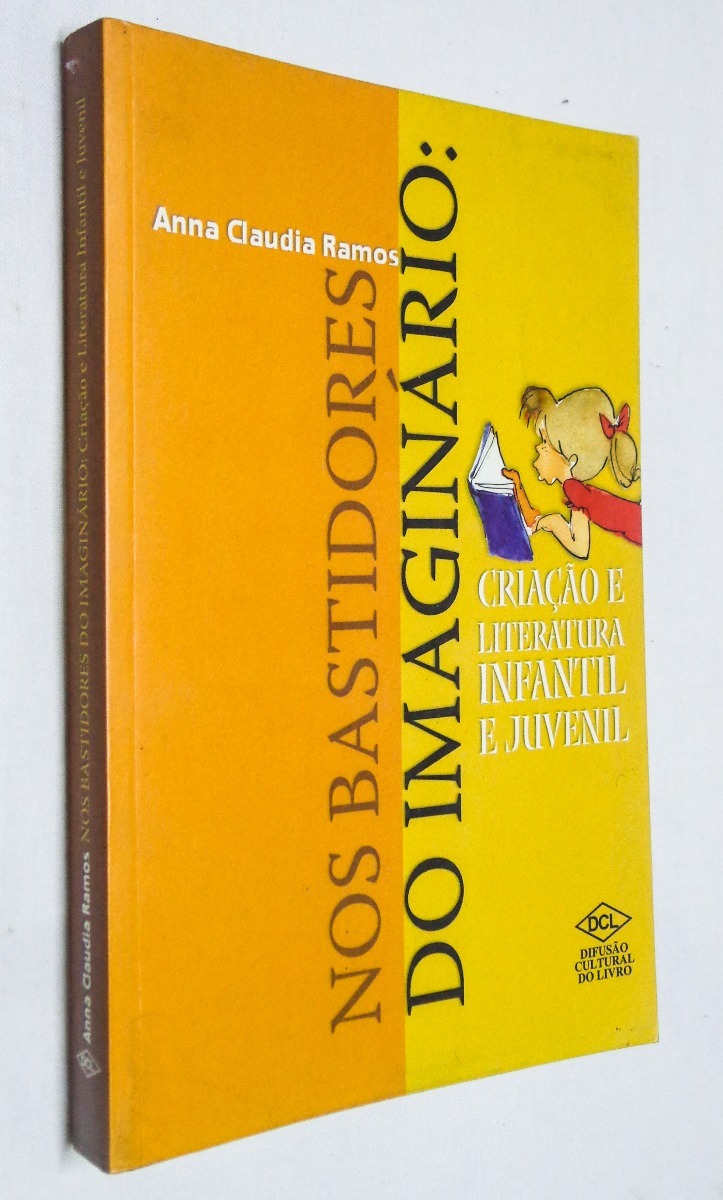 Anna Claudia Ramos
NOS BASTIDORES
DO IMAGINÁRIO:
CRIAÇÃO E
LITERATURA
INFANTIL
E JUVENIL
DCL
DIFUSÃO
CULTURAL
DO LIVRO
Anna Claudia Ramos NOS BASTIDORES DO IMAGINÁRIO: Criação e Literatura Infantil e Juvenil